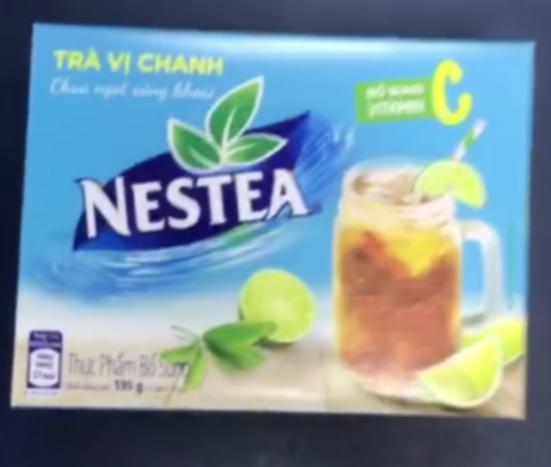 TRÀ VỊ CHANH
Chua ngọt sảng khoái
BỔ SUNG
VITAMIN C
NESTEA
Thực Phẩm Bổ Sung
195 g